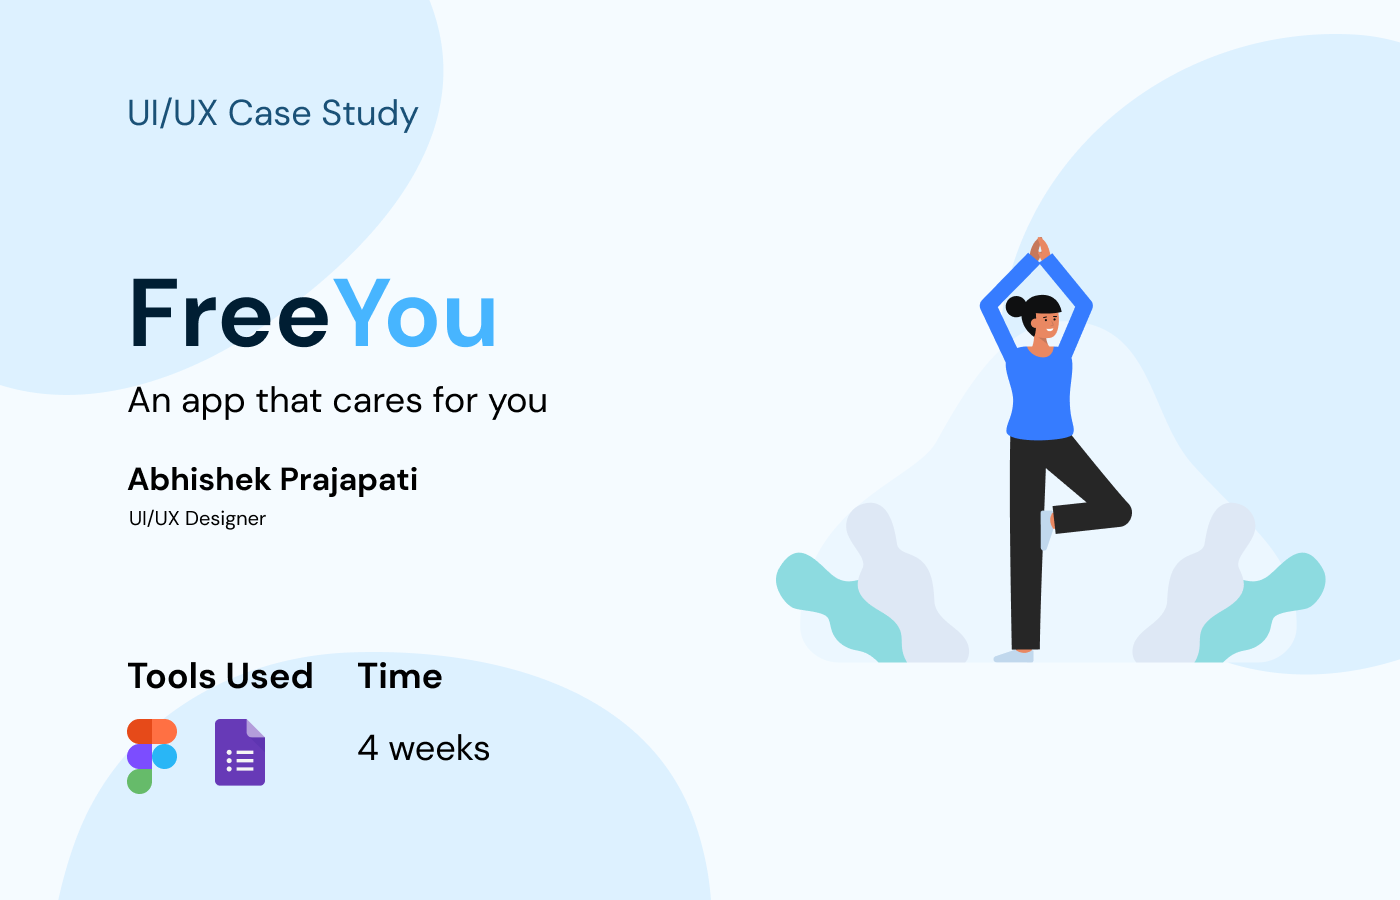 UI/UX Case Study
FreeYou
An app that cares for you
Abhishek Prajapati
UI/UX Designer
Tools Used
Time
4 weeks